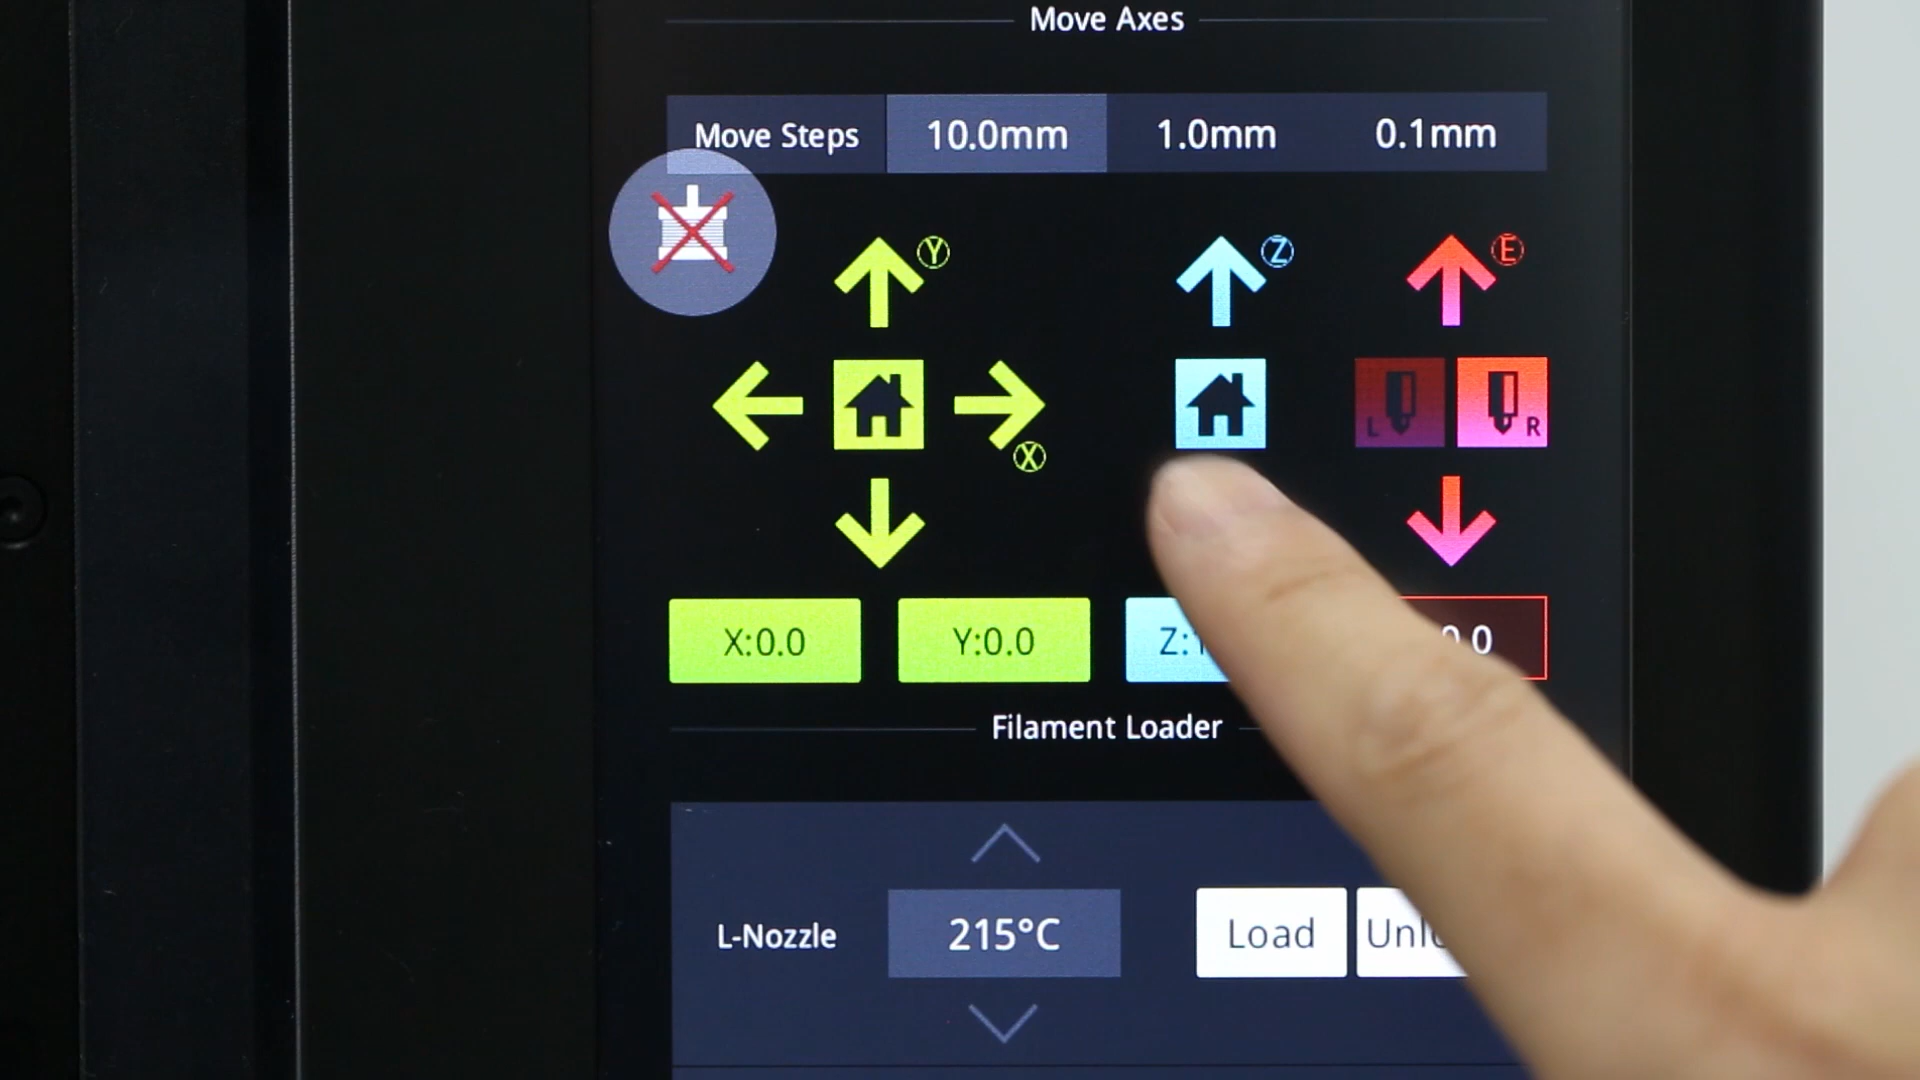 Move Axes
Move Steps 10.0mm 1.0mm 0.1mm
Y Z E
L R
X
X:0.0 Y:0.0 Z:
Filament Loader
L-Nozzle 215°C Load